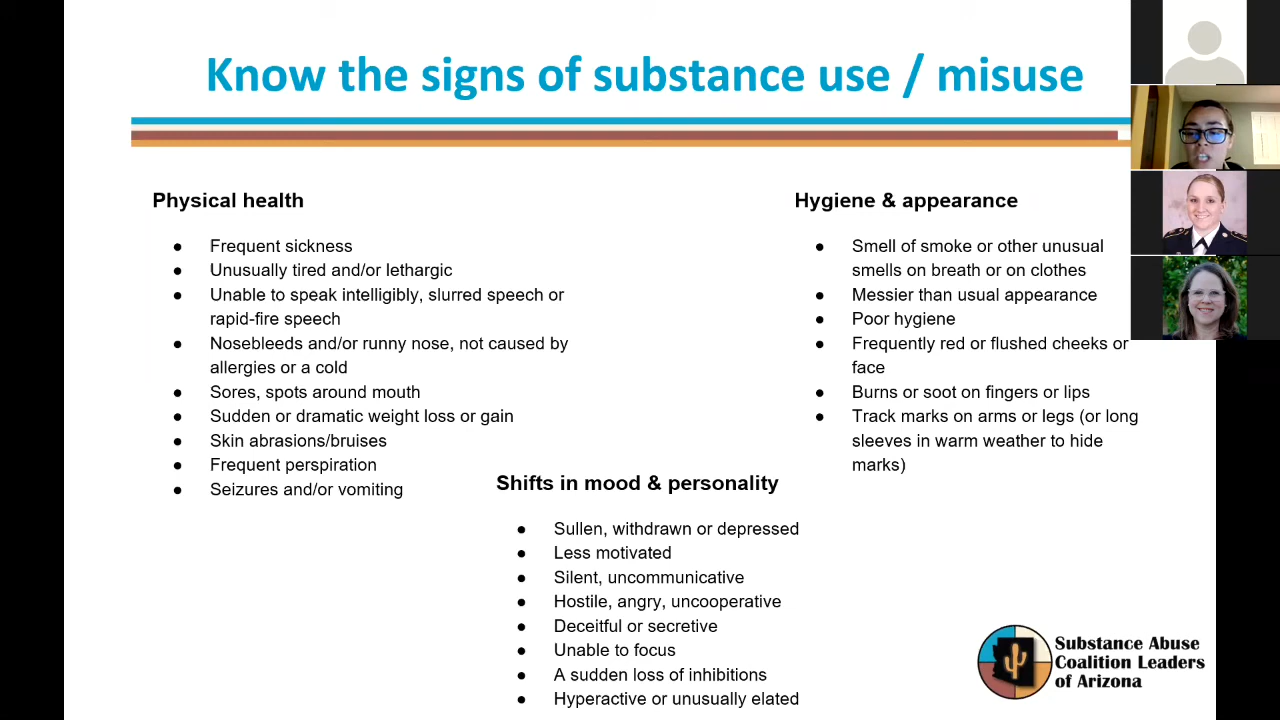 Know the signs of substance use / misuse
Physical health
● Frequent sickness
● Unusually tired and/or lethargic
● Unable to speak intelligibly, slurred speech or
rapid-fire speech
● Nosebleeds and/or runny nose, not caused by
allergies or a cold
● Sores, spots around mouth
● Sudden or dramatic weight loss or gain
● Skin abrasions/bruises
● Frequent perspiration
● Seizures and/or vomiting
Hygiene & appearance
● Smell of smoke or other unusual
smells on breath or on clothes
● Messier than usual appearance
● Poor hygiene
● Frequently red or flushed cheeks or
face
● Burns or soot on fingers or lips
● Track marks on arms or legs (or long
sleeves in warm weather to hide
marks)
Shifts in mood & personality
● Sullen, withdrawn or depressed
● Less motivated
● Silent, uncommunicative
● Hostile, angry, uncooperative
● Deceitful or secretive
● Unable to focus
● A sudden loss of inhibitions
● Hyperactive or unusually elated
Substance Abuse
Coalition Leaders
of Arizona